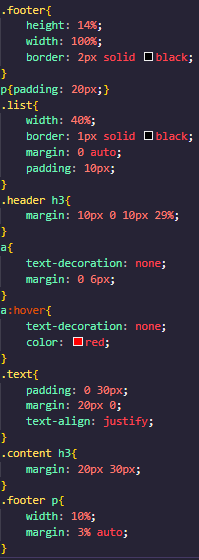 .footer{
height: 14%;
width: 100%;
border: 2px solid black;
}
p{padding: 20px;}
.list{
width: 40%;
border: 1px solid black;
margin: 0 auto;
padding: 10px;
}
.header h3{
margin: 10px 0 10px 29%;
}
a{
text-decoration: none;
margin: 0 6px;
}
a:hover{
text-decoration: none;
color: red;
}
.text{
padding: 0 30px;
margin: 20px 0;
text-align: justify;
}
.content h3{
margin: 20px 30px;
}
.footer p{
width: 10%;
margin: 3% auto;
}